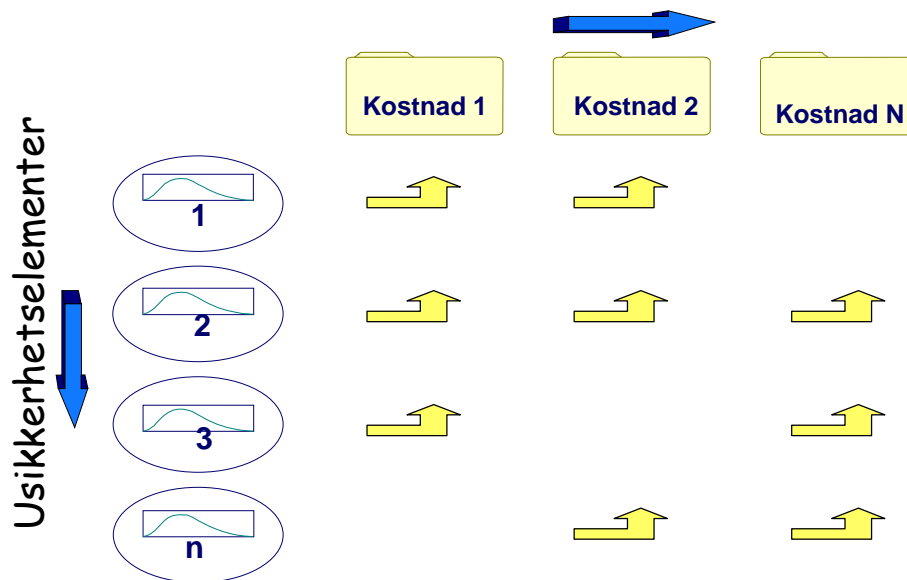 Kostnad 1
Kostnad 2
Kostnad N
Usikkerhetselementer
1
2
3
n